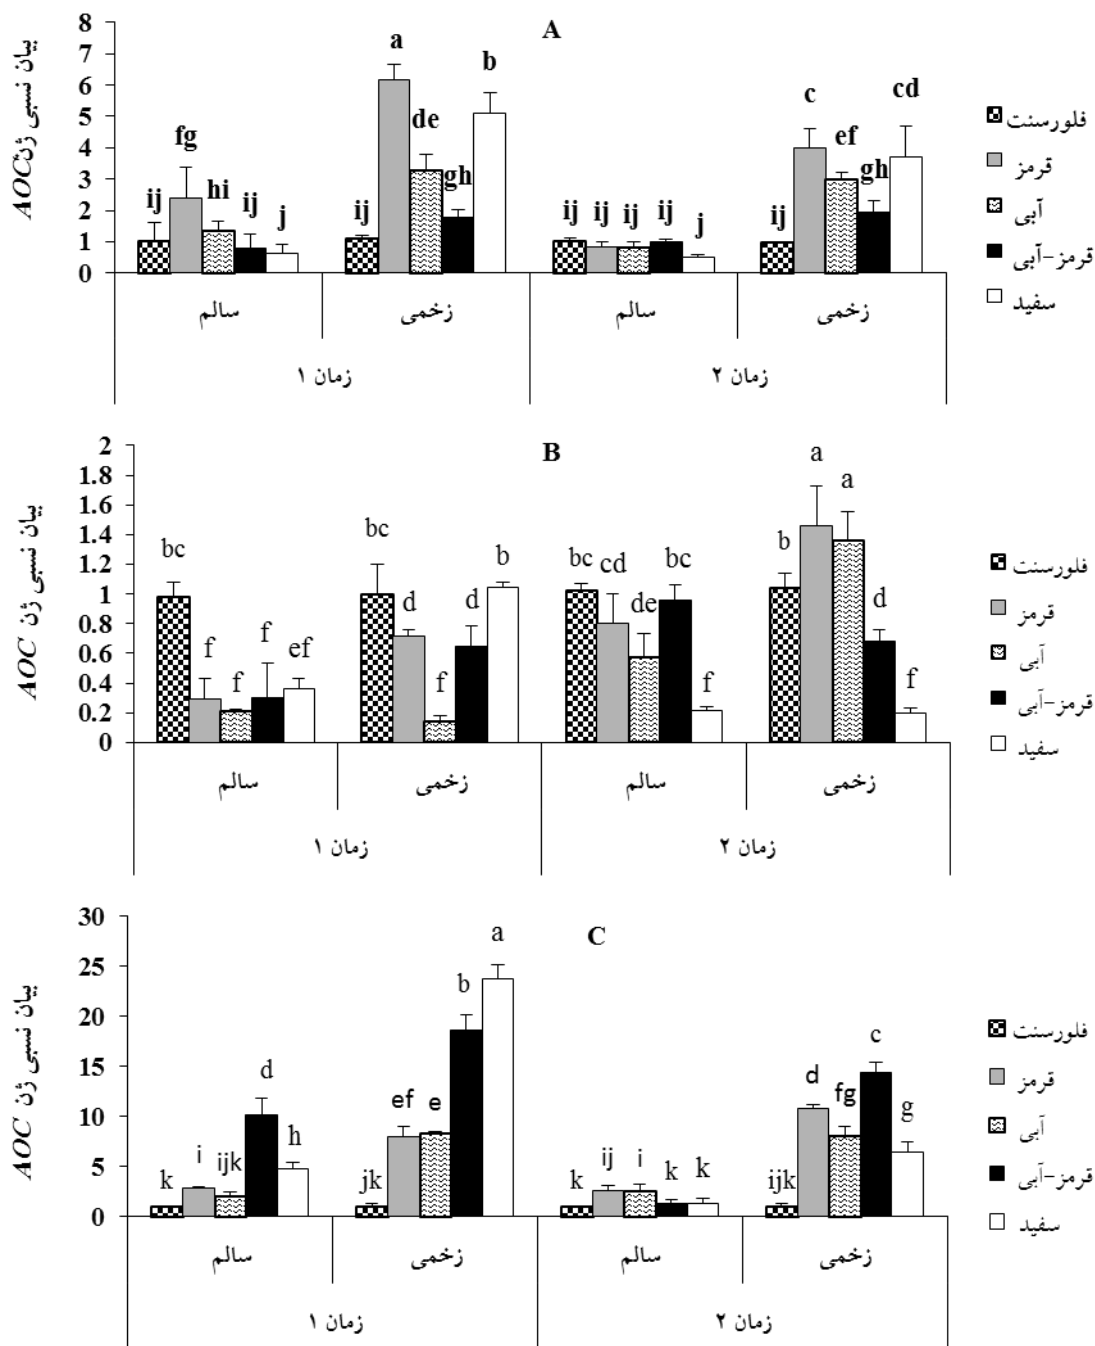 A
بیان نسبی ژن AOC
8
7
6
5
4
3
2
1
0
ij fg hi ij j
ij a de gh b
ij ij ij ij j
ij c ef gh cd
سالم زخمی سالم زخمی
زمان ۱ زمان ۲
فلورسنت
قرمز
آبی
قرمز-آبی
سفید
B
بیان نسبی ژن AOC
2
1.8
1.6
1.4
1.2
1
0.8
0.6
0.4
0.2
0
bc f f f ef
bc d f d b
bc cd de bc f
b a a d f
سالم زخمی سالم زخمی
زمان ۱ زمان ۲
فلورسنت
قرمز
آبی
قرمز-آبی
سفید
C
بیان نسبی ژن AOC
30
25
20
15
10
5
0
k i ijk d h
jk ef e b a
k ij i k k
ijk d fg c g
سالم زخمی سالم زخمی
زمان ۱ زمان ۲
فلورسنت
قرمز
آبی
قرمز-آبی
سفید